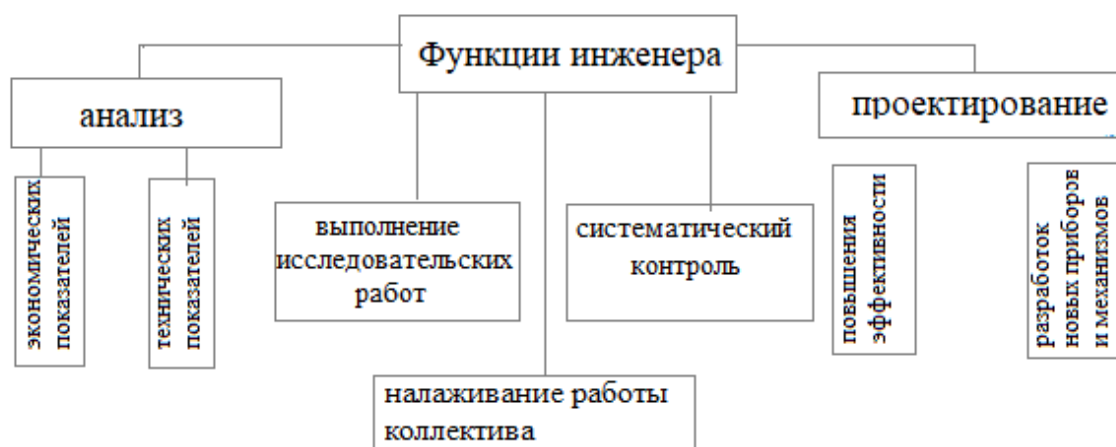 Функции инженера
анализ
проектирование
экономических
показателей
технических
показателей
выполнение
исследовательских
работ
систематический
контроль
повышения
эффективности
разработок
новых приборов
и механизмов
налаживание работы
коллектива